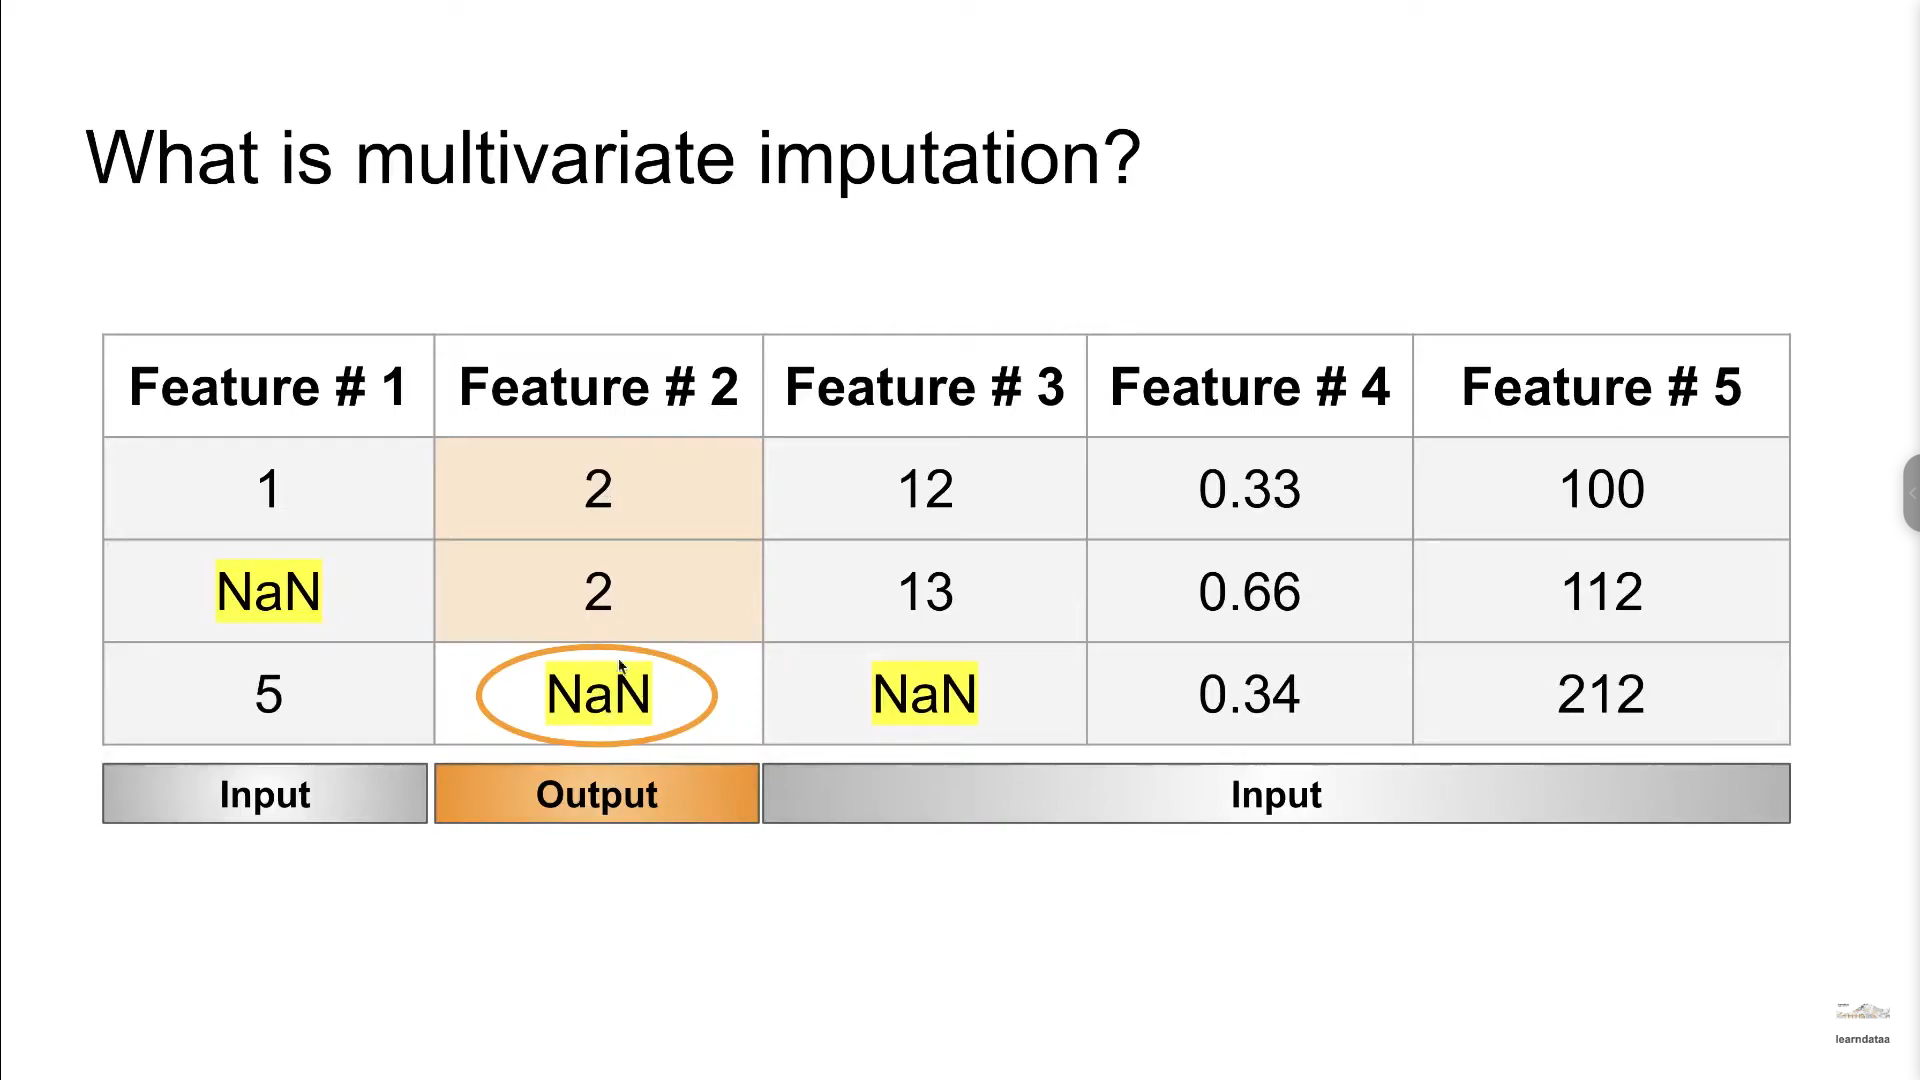 What is multivariate imputation?
Feature # 1 Feature # 2 Feature # 3 Feature # 4 Feature # 5
1 2 12 0.33 100
NaN 2 13 0.66 112
5 NaN NaN 0.34 212
Input Output Input
learndataa